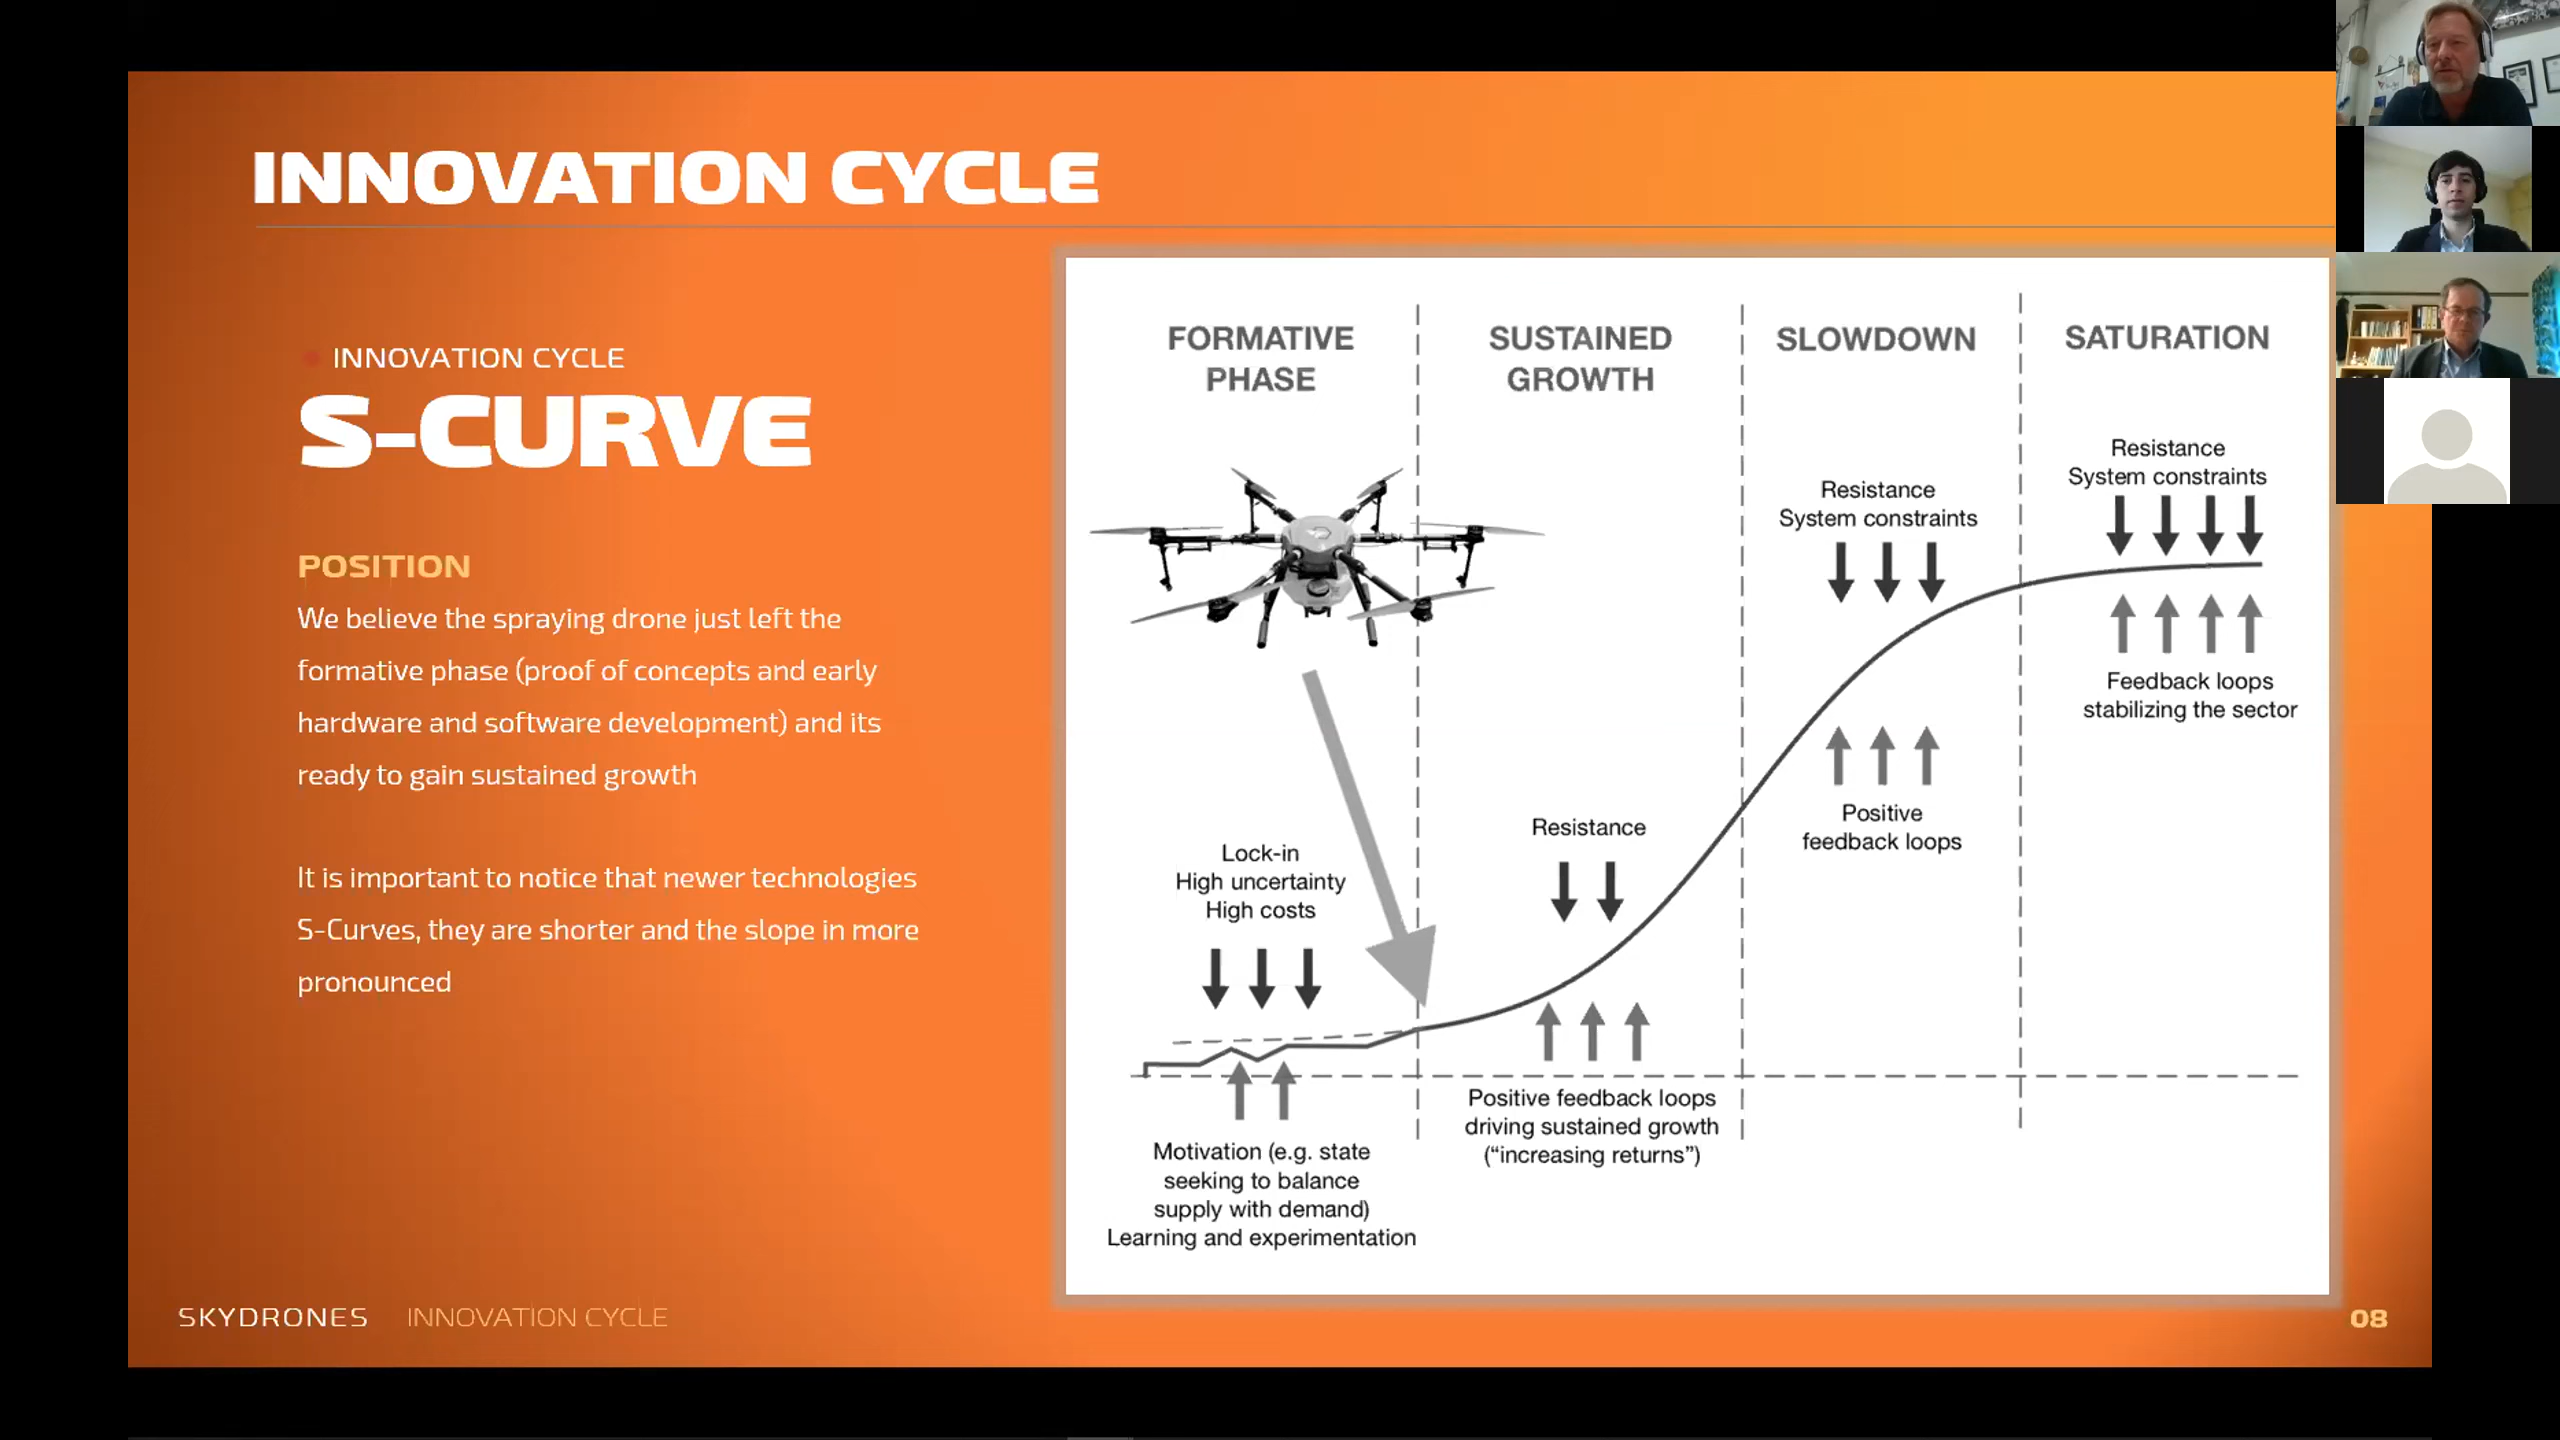 INNOVATION CYCLE
INNOVATION CYCLE
S-CURVE
POSITION
We believe the spraying drone just left the
formative phase (proof of concepts and early
hardware and software development) and its
ready to gain sustained growth
It is important to notice that newer technologies
S-Curves, they are shorter and the slope in more
pronounced
FORMATIVE
PHASE
SUSTAINED
GROWTH
SLOWDOWN
SATURATION
Lock-in
High uncertainty
High costs
Motivation (e.g. state
seeking to balance
supply with demand)
Learning and experimentation
Resistance
Positive feedback loops
driving sustained growth
(“increasing returns”)
Resistance
System constraints
Positive
feedback loops
Resistance
System constraints
Feedback loops
stabilizing the sector
SKYDRONES INNOVATION CYCLE
08